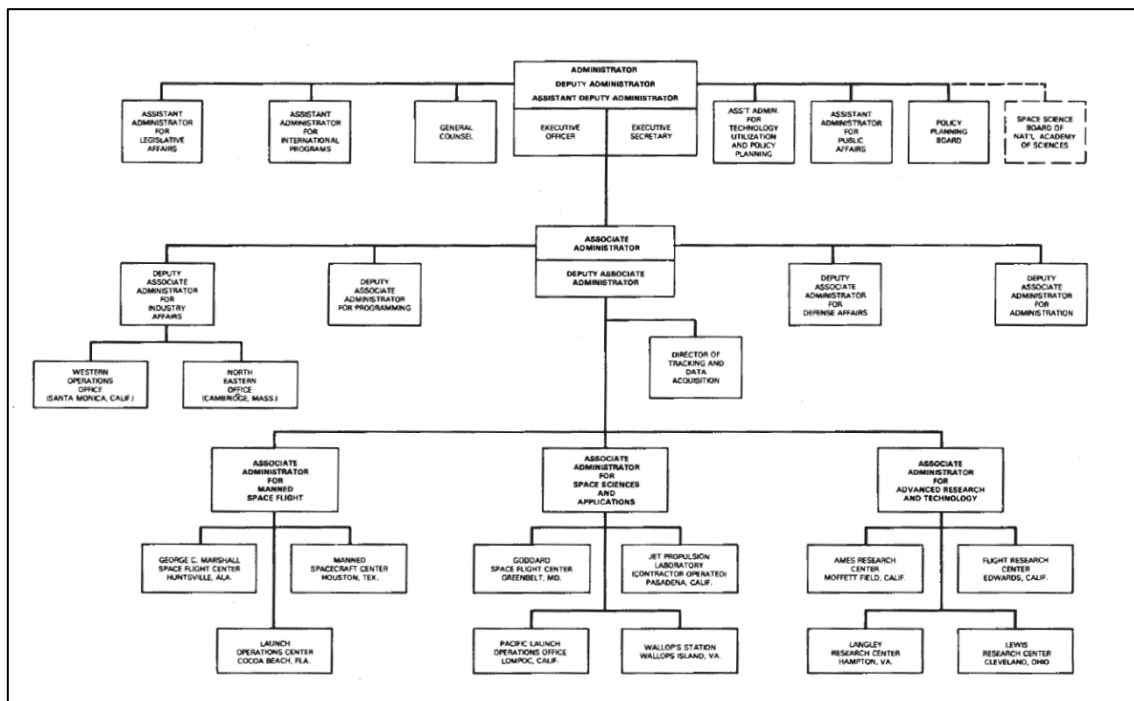 ADMINISTRATOR
DEPUTY ADMINISTRATOR
ASSISTANT DEPUTY ADMINISTRATOR
EXECUTIVE
OFFICER
EXECUTIVE
SECRETARY
ASSISTANT
ADMINISTRATOR
FOR
LEGISLATIVE
AFFAIRS
ASSISTANT
ADMINISTRATOR
FOR
INTERNATIONAL
PROGRAMS
GENERAL
COUNSEL
ASS'T ADMIN.
FOR
TECHNOLOGY
UTILIZATION
AND POLICY
PLANNING
ASSISTANT
ADMINISTRATOR
FOR
PUBLIC
AFFAIRS
POLICY
PLANNING
BOARD
SPACE SCIENCE
BOARD OF
NAT'L. ACADEMY
OF SCIENCES
ASSOCIATE
ADMINISTRATOR
DEPUTY ASSOCIATE
ADMINISTRATOR
DEPUTY
ASSOCIATE
ADMINISTRATOR
FOR
INDUSTRY
AFFAIRS
DEPUTY
ASSOCIATE
ADMINISTRATOR
FOR PROGRAMMING
DEPUTY
ASSOCIATE
ADMINISTRATOR
FOR
DEFENSE AFFAIRS
DEPUTY
ASSOCIATE
ADMINISTRATOR
FOR
ADMINISTRATION
WESTERN
OPERATIONS
OFFICE
(SANTA MONICA, CALIF.)
NORTH
EASTERN
OFFICE
(CAMBRIDGE, MASS.)
DIRECTOR OF
TRACKING AND
DATA
ACQUISITION
ASSOCIATE
ADMINISTRATOR
FOR
MANNED
SPACE FLIGHT
ASSOCIATE
ADMINISTRATOR
FOR
SPACE SCIENCES
AND
APPLICATIONS
ASSOCIATE
ADMINISTRATOR
FOR
ADVANCED RESEARCH
AND TECHNOLOGY
GEORGE C. MARSHALL
SPACE FLIGHT CENTER
HUNTSVILLE, ALA.
MANNED
SPACECRAFT CENTER
HOUSTON, TEX.
GODDARD
SPACE FLIGHT CENTER
GREENBELT, MD.
JET PROPULSION
LABORATORY
(CONTRACTOR OPERATED)
PASADENA, CALIF.
AMES RESEARCH
CENTER
MOFFETT FIELD, CALIF.
FLIGHT RESEARCH
CENTER
EDWARDS, CALIF.
LAUNCH
OPERATIONS CENTER
COCOA BEACH, FLA.
PACIFIC LAUNCH
OPERATIONS OFFICE
LOMPOC, CALIF.
WALLOP'S STATION
WALLOPS ISLAND, VA.
LANGLEY
RESEARCH CENTER
HAMPTON, VA.
LEWIS
RESEARCH CENTER
CLEVELAND, OHIO